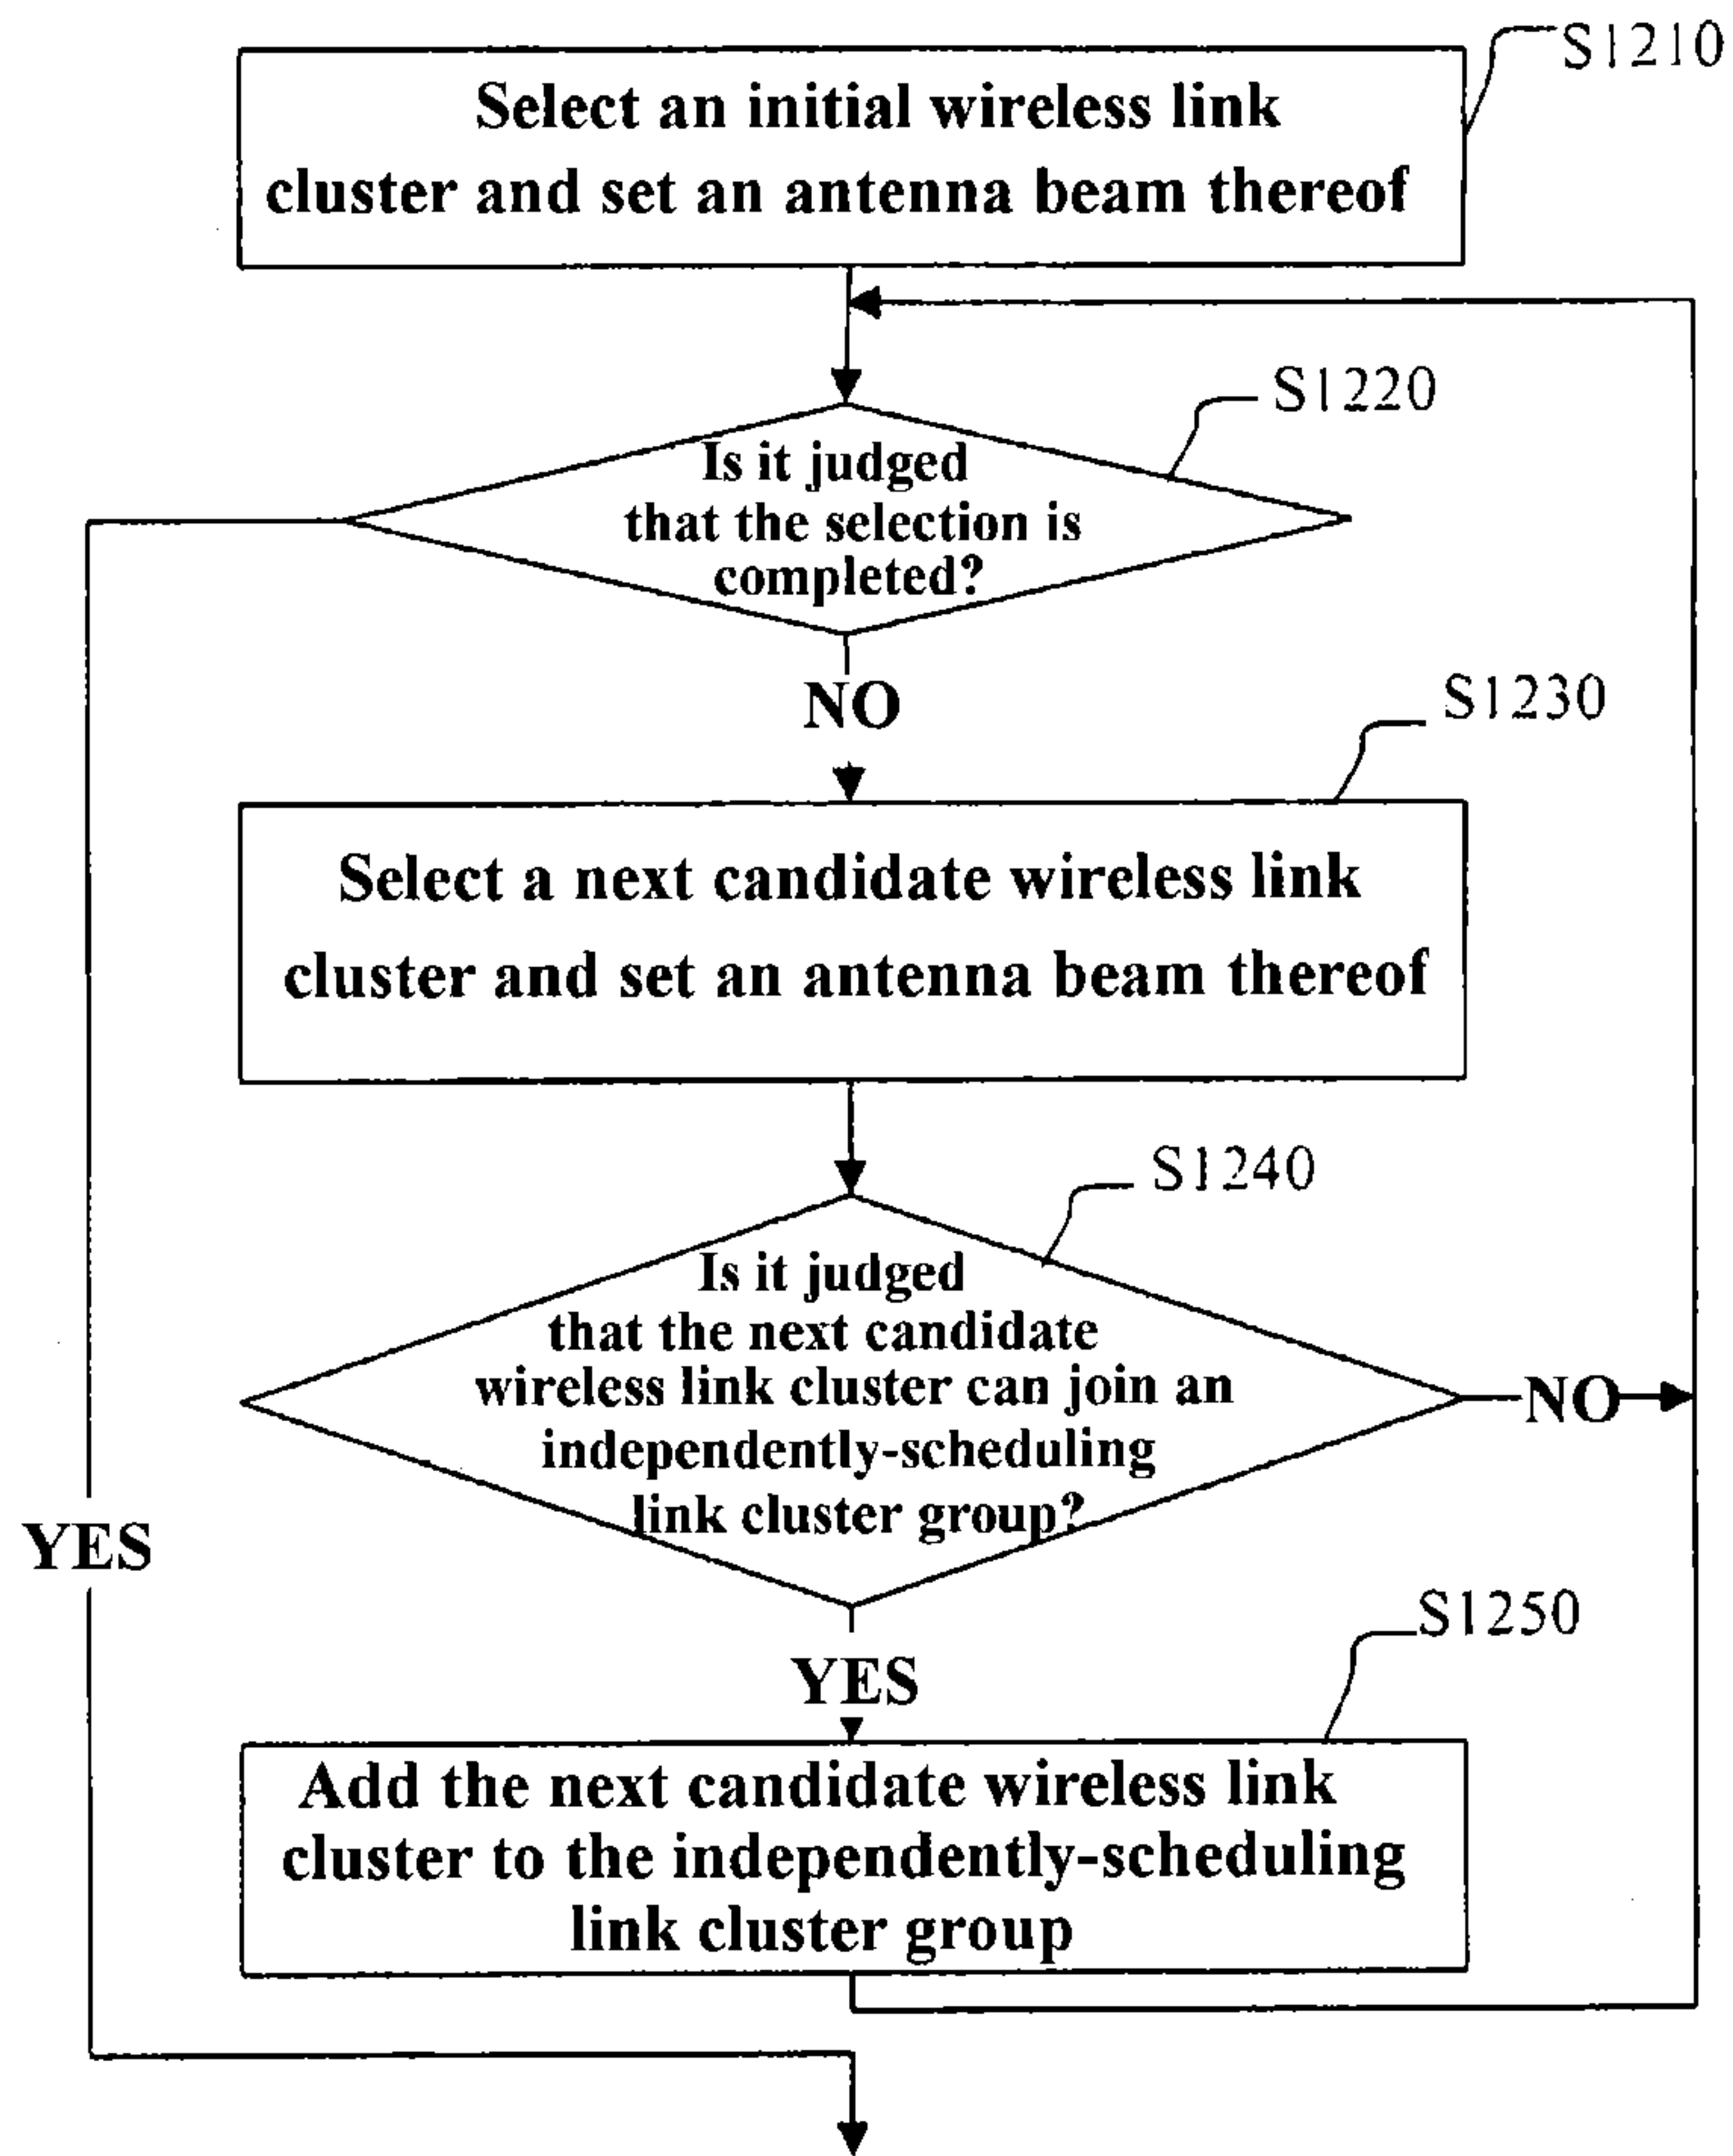 S1210
Select an initial wireless link
cluster and set an antenna beam thereof
S1220
Is it judged
that the selection is
completed?
NO
S1230
Select a next candidate wireless link
cluster and set an antenna beam thereof
S1240
Is it judged
that the next candidate
wireless link cluster can join an
independently-scheduling
link cluster group?
NO
YES
YES
S1250
Add the next candidate wireless link
cluster to the independently-scheduling
link cluster group